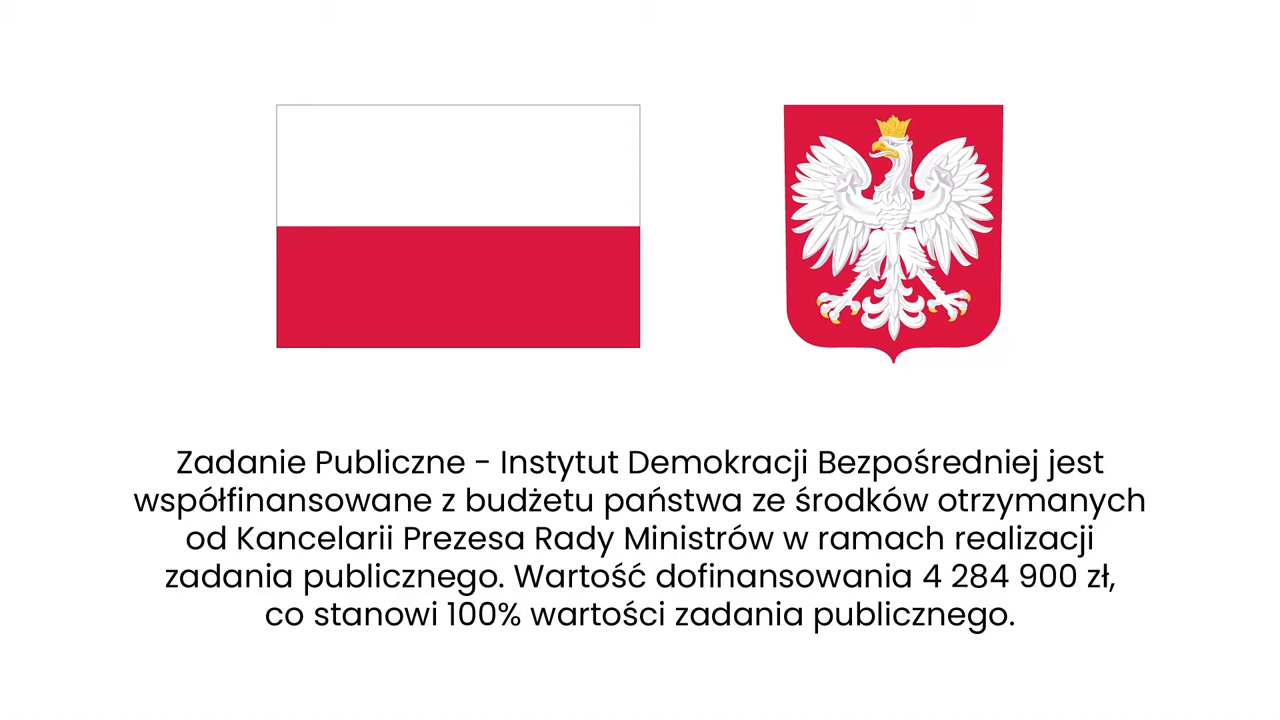 Zadanie Publiczne - Instytut Demokracji Bezpośredniej jest
współfinansowane z budżetu państwa ze środków otrzymanych
od Kancelarii Prezesa Rady Ministrów w ramach realizacji
zadania publicznego. Wartość dofinansowania 4 284 900 zł,
co stanowi 100% wartości zadania publicznego.